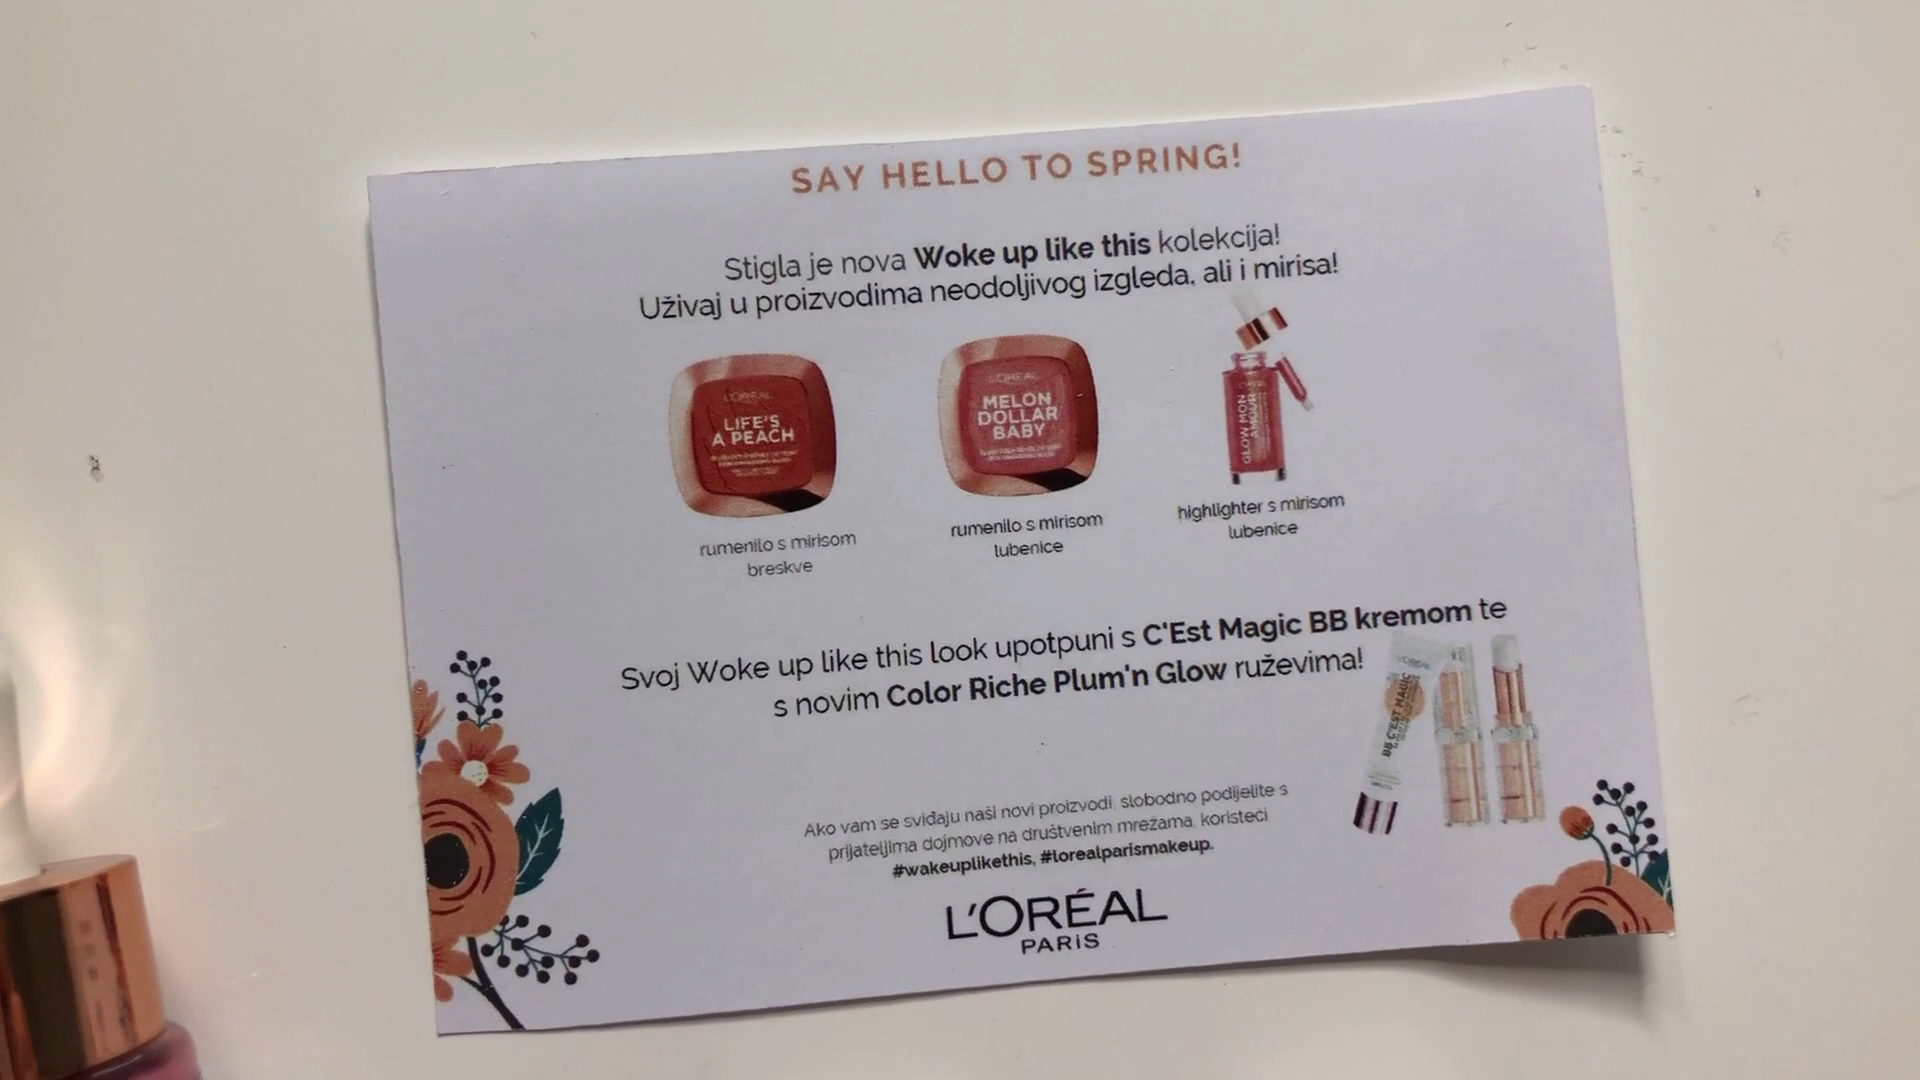 SAY HELLO TO SPRING!
Stigla je nova Woke up like this kolekcija!
Uživaj u proizvodima neodoljivog izgleda, ali i mirisa!
L'ORÉAL
LIFE'S
A PEACH
L'ORÉAL
MELON
DOLLAR
BABY
GLOW MON
AMOUR
rumenilo s mirisom
breskve
rumenilo s mirisom
lubenice
highlighter s mirisom
lubenice
Svoj Woke up like this look upotpuni s C'Est Magic BB kremom te
s novim Color Riche Plum'n Glow ruževima!
L'ORÉAL
BB C'EST MAGIC
Ako vam se sviđaju naši novi proizvodi, slobodno podijelite s
prijateljima dojmove na društvenim mrežama, koristeći
#wakeuplikethis, #lorealparismakeup.
L'ORÉAL
PARIS